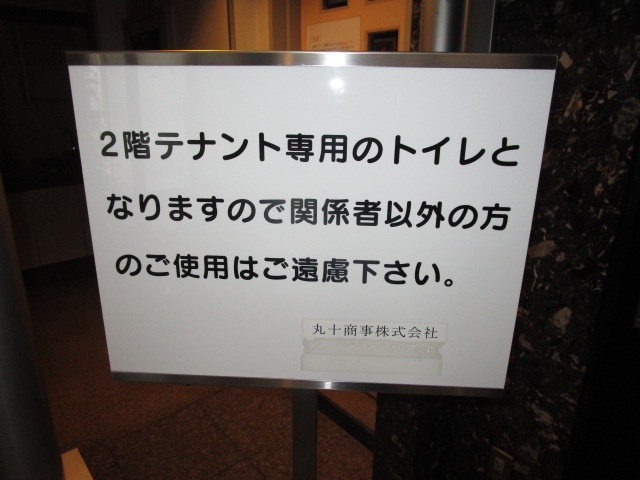 2階テナント専用のトイレと
なりますので関係者以外の方
のご使用はご遠慮下さい。
丸十商事株式会社